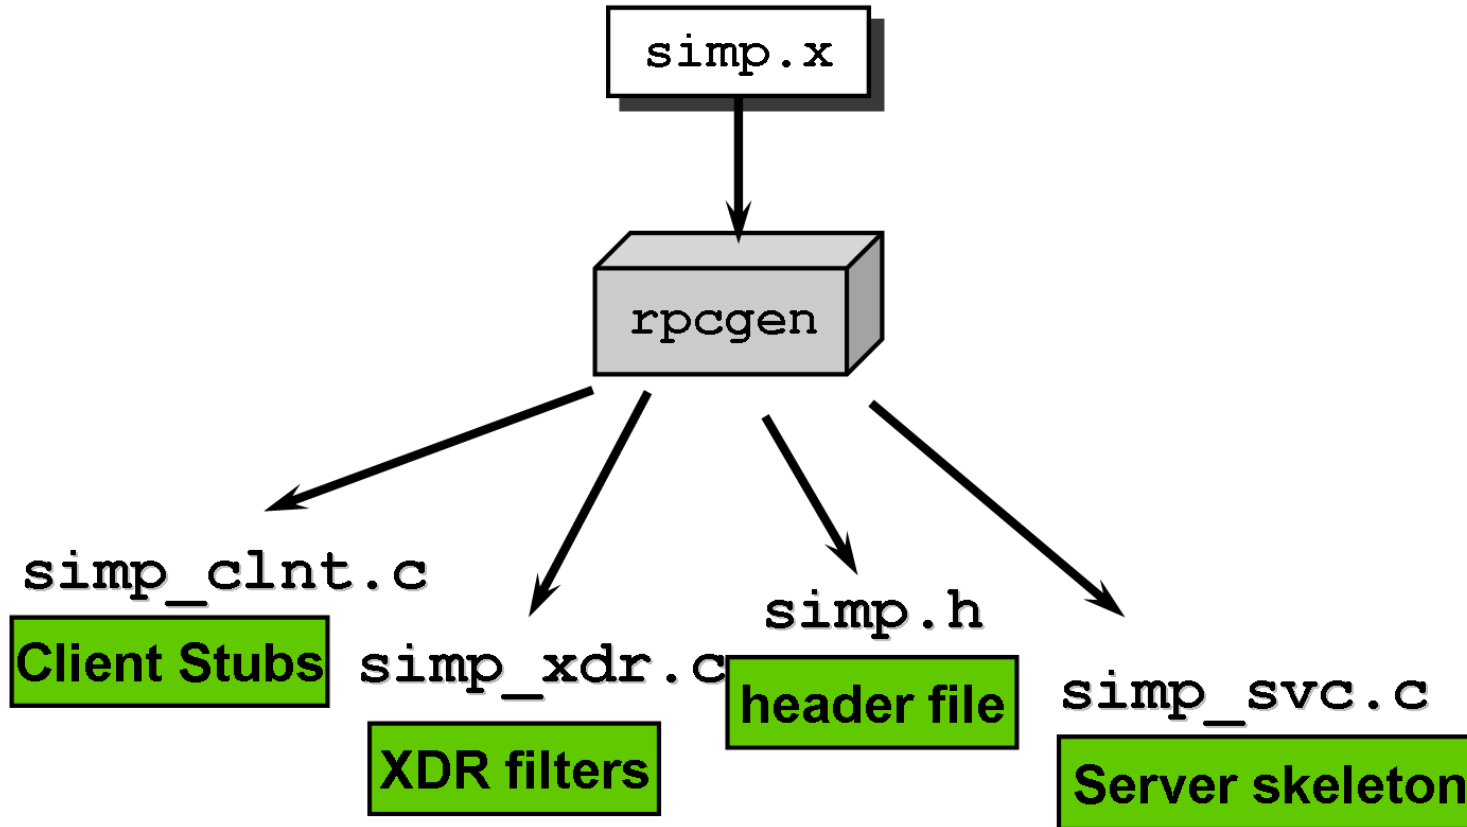 simp.x
rpcgen
simp_clnt.c
Client Stubs
simp_xdr.c
XDR filters
simp.h
header file
simp_svc.c
Server skeleton